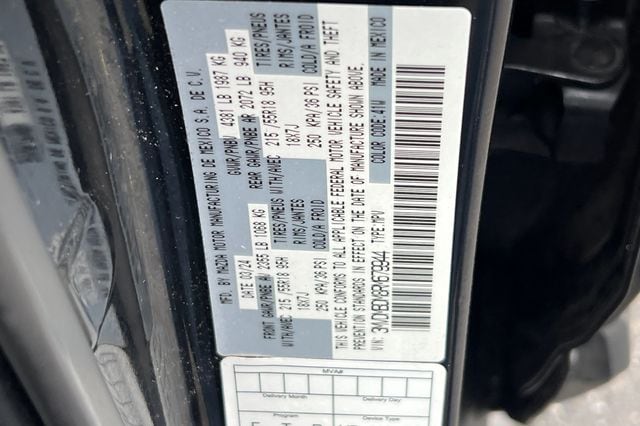 MFD. BY MAZDA MOTOR MANUFACTURING DE MEXICO S.A. DE C.V.
DATE 03/24 GVWR/PNBV 4381 LB 1987 KG
FRONT GAWR/PNBE AV 2355 LB 1068 KG REAR GAWR/PNBE AR 2072 LB 940 KG
TIRES/PNEUS TIRES/PNEUS
WITH/AVEC 215 /55R18 95H WITH/AVEC 215 /55R18 95H
RIMS/JANTES RIMS/JANTES
18X7J 18X7J
COLD/A FROID COLD/A FROID
250 KPA/36 PSI 250 KPA/36 PSI
THIS VEHICLE CONFORMS TO ALL APPLICABLE FEDERAL MOTOR VEHICLE SAFETY AND THEFT
PREVENTION STANDARDS IN EFFECT ON THE DATE OF MANUFACTURE SHOWN ABOVE.
VIN: TYPE:MPV COLOR CODE:41W MADE IN MEXICO
MVA#
Delivery Month Delivery Day
Program Device Type